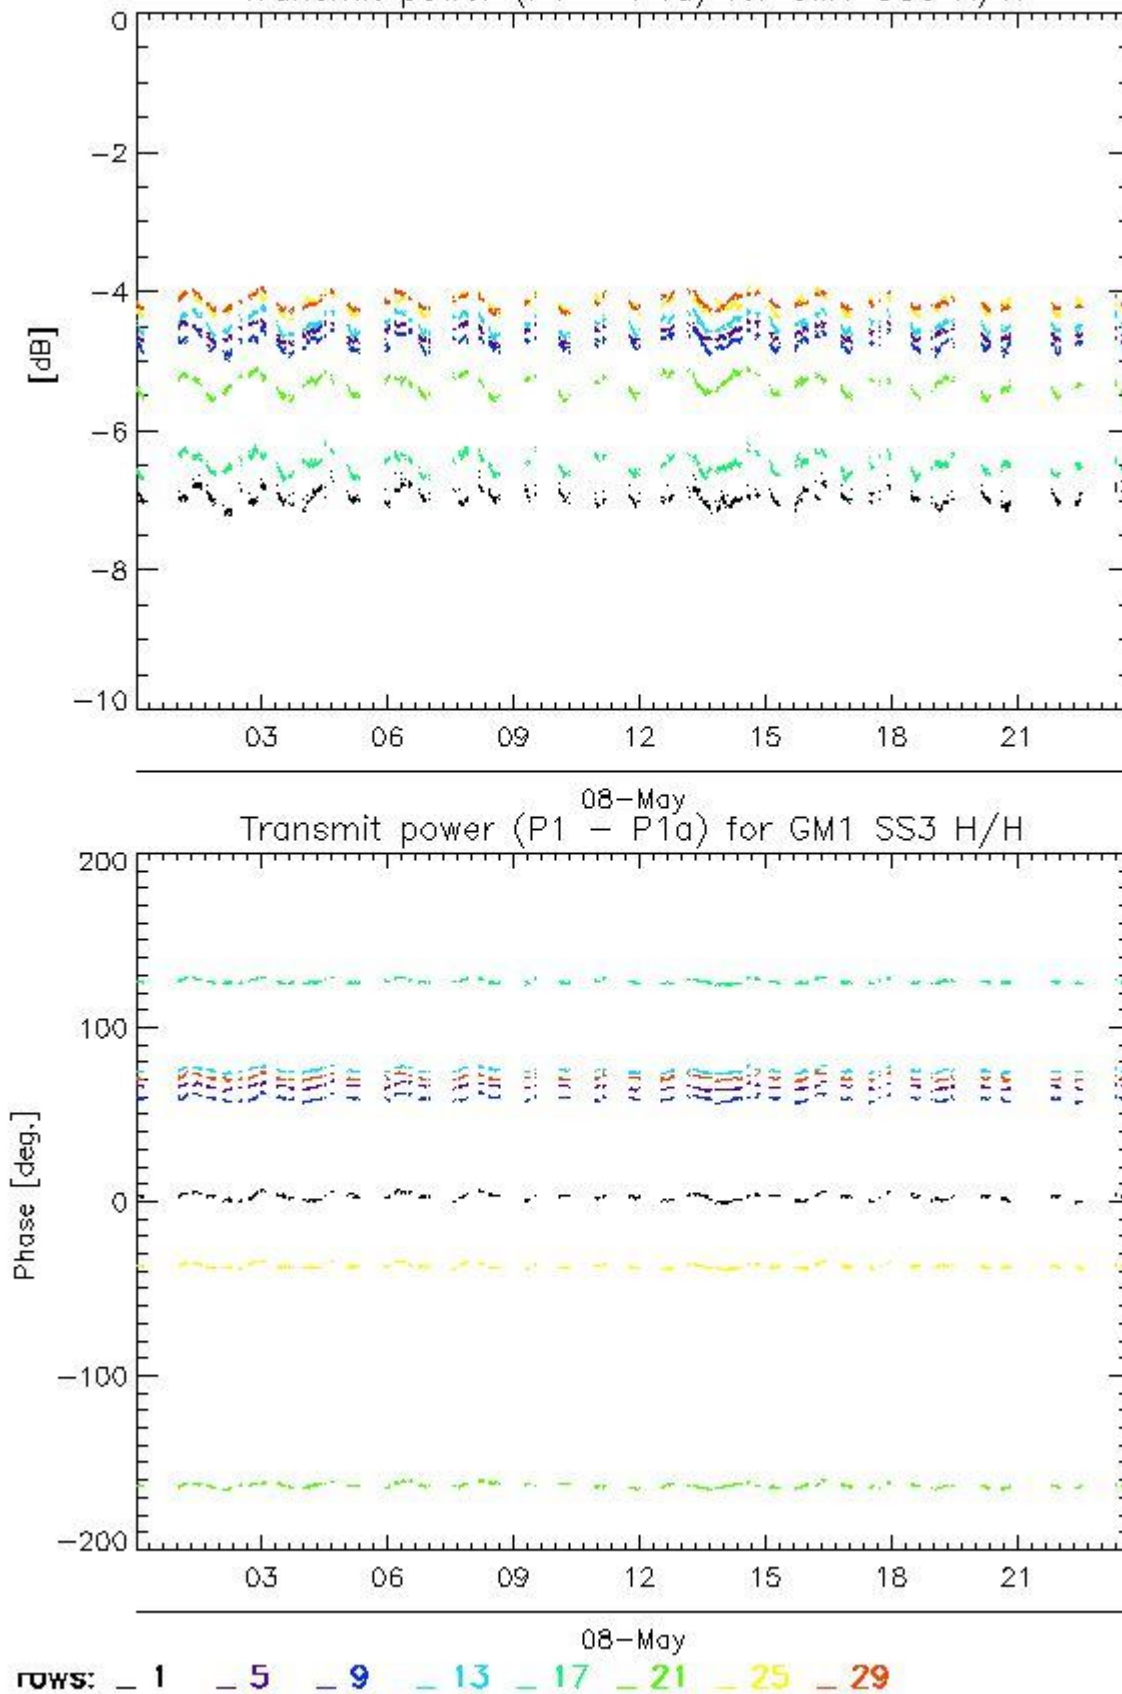 0
−2
−4
[dB]
−6
−8
−10
03 06 09 12 15 18 21
08−May
Transmit power (P1 − P1a) for GM1 SS3 H/H
200
100
Phase [deg.]
0
−100
−200
03 06 09 12 15 18 21
08−May
rows: _ 1 _ 5 _ 9 _ 13 _ 17 _ 21 _ 25 _ 29